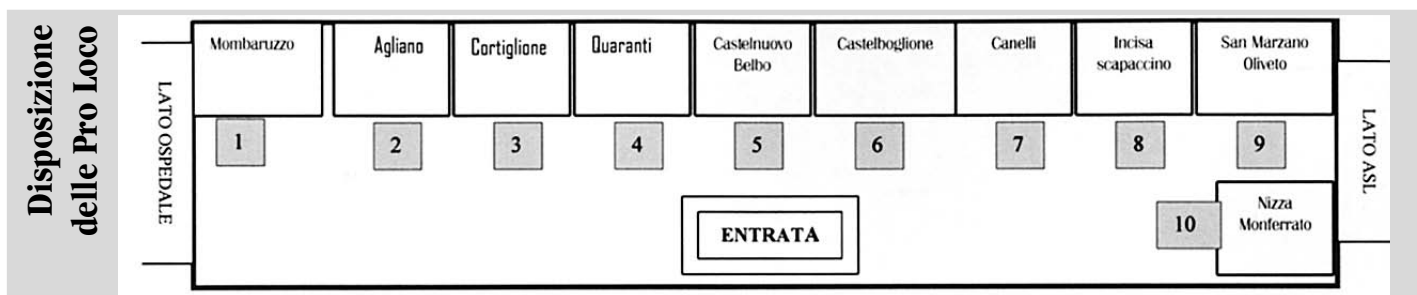 Disposizione
delle Pro Loco
LATO OSPEDALE
Mombaruzzo
Agliano
Cortiglione
Quaranti
Castelnuovo
Belbo
Castelboglione
Canelli
Incisa
scapaccino
San Marzano
Oliveto
1
2
3
4
5
6
7
8
9
LATO ASL
Nizza
Monferrato
10
ENTRATA